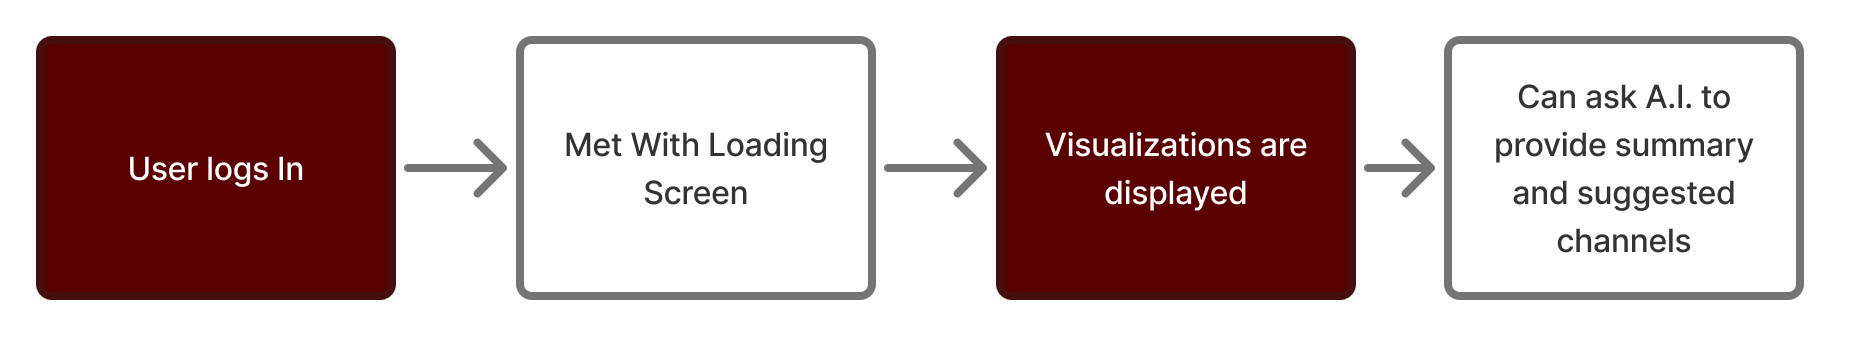 User logs In
Met With Loading
Screen
Visualizations are
displayed
Can ask A.I. to
provide summary
and suggested
channels